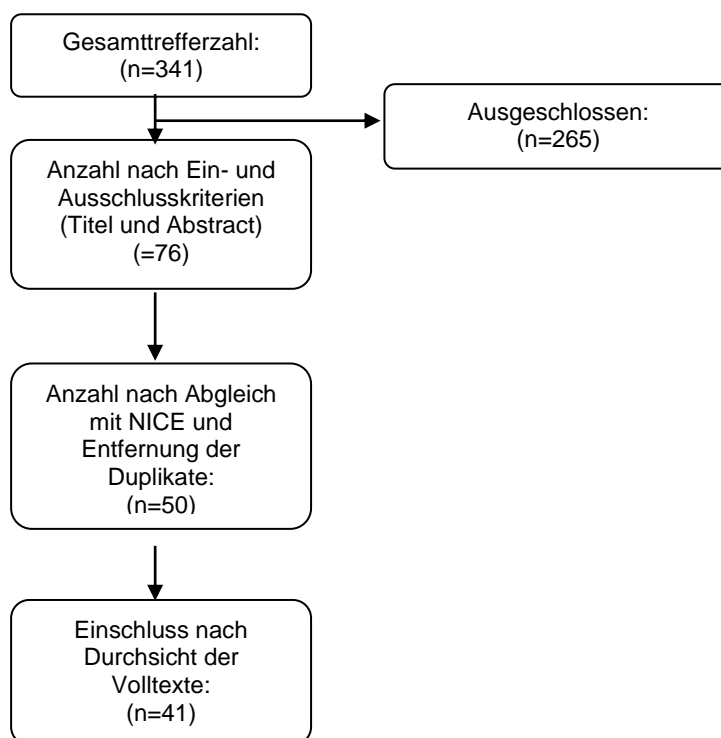 Gesamttrefferzahl:
(n=341)
Ausgeschlossen:
(n=265)
Anzahl nach Ein- und
Ausschlusskriterien
(Titel und Abstract)
(=76)
Anzahl nach Abgleich
mit NICE und
Entfernung der
Duplikate:
(n=50)
Einschluss nach
Durchsicht der
Volltexte:
(n=41)